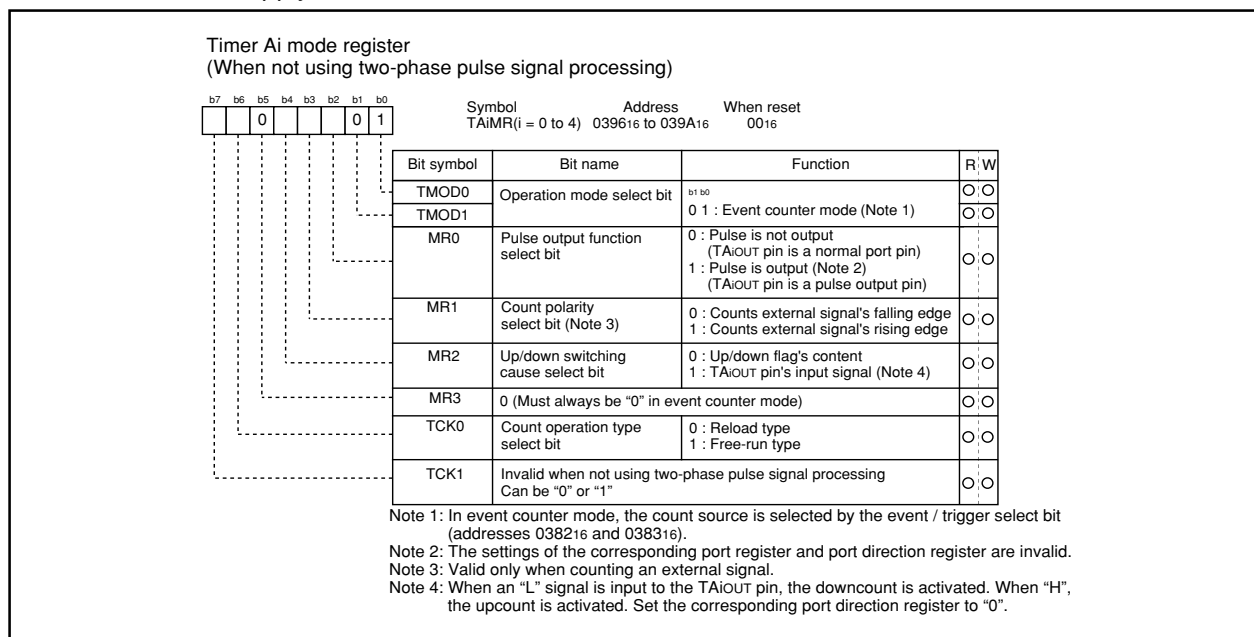 Timer Ai mode register
(When not using two-phase pulse signal processing)
b7 b6 b5 b4 b3 b2 b1 b0
0 0 1
Symbol Address When reset
TAiMR(i = 0 to 4) 039616 to 039A16 0016
Bit symbol Bit name Function R W
TMOD0 Operation mode select bit b1 b0
TMOD1 0 1 : Event counter mode (Note 1)
MR0 Pulse output function 0 : Pulse is not output
select bit (TAiOUT pin is a normal port pin)
1 : Pulse is output (Note 2)
(TAiOUT pin is a pulse output pin)
MR1 Count polarity 0 : Counts external signal's falling edge
select bit (Note 3) 1 : Counts external signal's rising edge
MR2 Up/down switching 0 : Up/down flag's content
cause select bit 1 : TAiOUT pin's input signal (Note 4)
MR3 0 (Must always be “0” in event counter mode)
TCK0 Count operation type 0 : Reload type
select bit 1 : Free-run type
TCK1 Invalid when not using two-phase pulse signal processing
Can be “0” or “1”
Note 1: In event counter mode, the count source is selected by the event / trigger select bit
(addresses 038216 and 038316).
Note 2: The settings of the corresponding port register and port direction register are invalid.
Note 3: Valid only when counting an external signal.
Note 4: When an “L” signal is input to the TAiOUT pin, the downcount is activated. When “H”,
the upcount is activated. Set the corresponding port direction register to “0”.